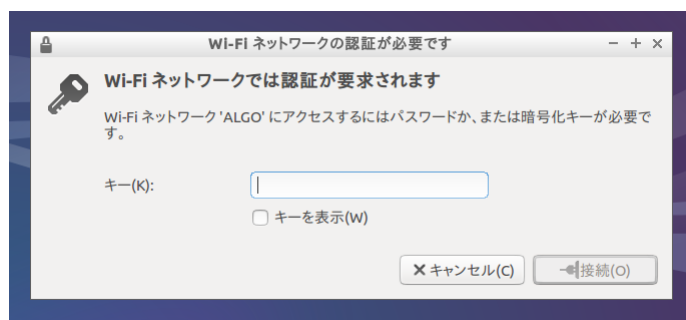 Wi-Fi ネットワークの認証が必要です
Wi-Fi ネットワークでは認証が要求されます
Wi-Fi ネットワーク 'ALGO' にアクセスするにはパスワードか、または暗号化キーが必要で
す。
キー(K):
キーを表示(W)
キャンセル(C) 接続(O)